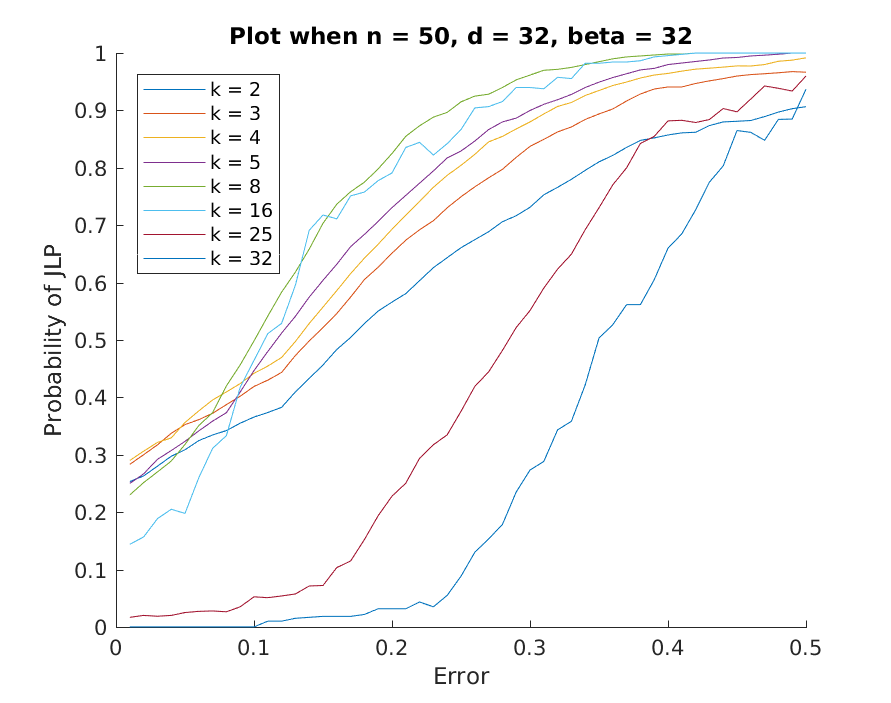 Plot when n = 50, d = 32, beta = 32
k = 2
k = 3
k = 4
k = 5
k = 8
k = 16
k = 25
k = 32
Probability of JLP
1
0.9
0.8
0.7
0.6
0.5
0.4
0.3
0.2
0.1
0
0 0.1 0.2 0.3 0.4 0.5
Error